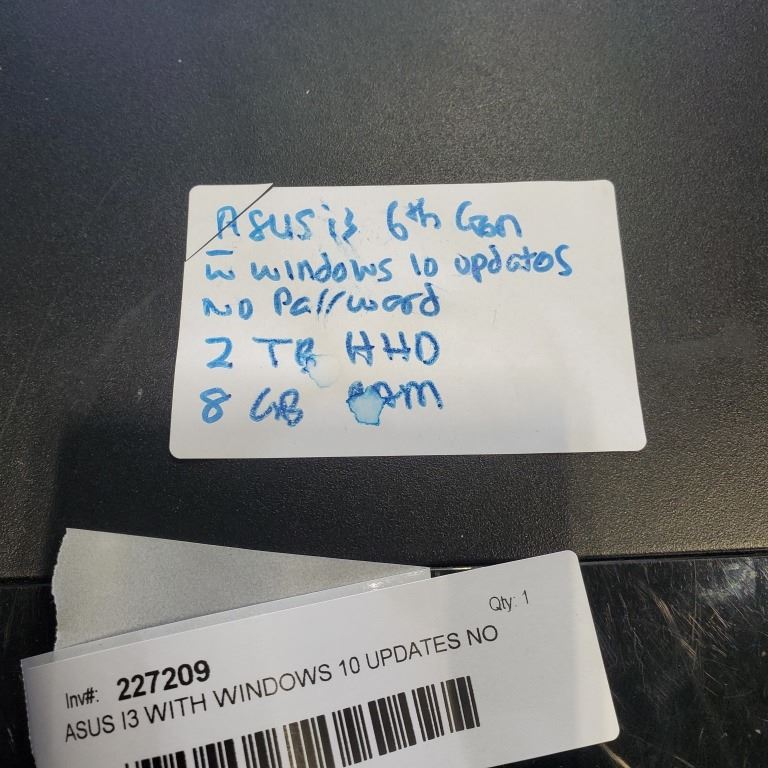 Asus i3 6th Gen
w windows 10 updates
No Password
2 TB HHD
8 GB RAM
Qty: 1
Inv#: 227209
ASUS I3 WITH WINDOWS 10 UPDATES NO